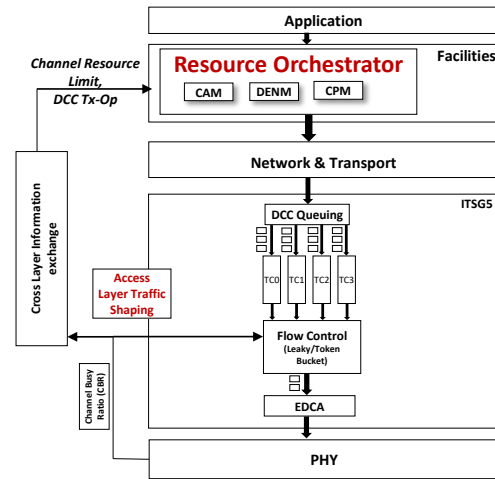 Application
Facilities
Channel Resource
Limit,
DCC Tx-Op
Resource Orchestrator
CAM
DENM
CPM
Network & Transport
ITSG5
DCC Queuing
Cross Layer Information
exchange
TC0
TC1
TC2
TC3
Access
Layer Traffic
Shaping
Flow Control
(Leaky/Token
Bucket)
Channel Busy
Ratio (CBR)
EDCA
PHY